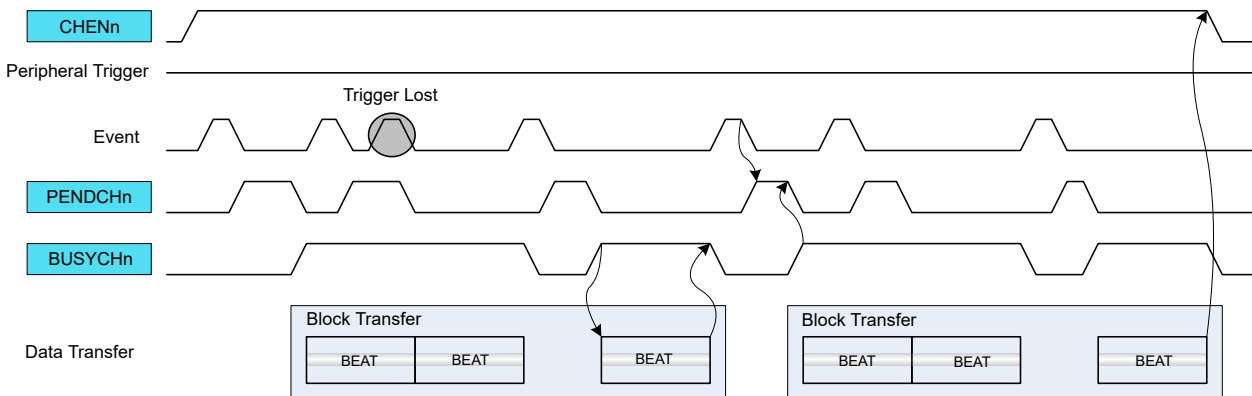 CHENn
Peripheral Trigger
Trigger Lost
Event
PENDCHn
BUSYCHn
Block Transfer
Block Transfer
Data Transfer
BEAT
BEAT
BEAT
BEAT
BEAT
BEAT